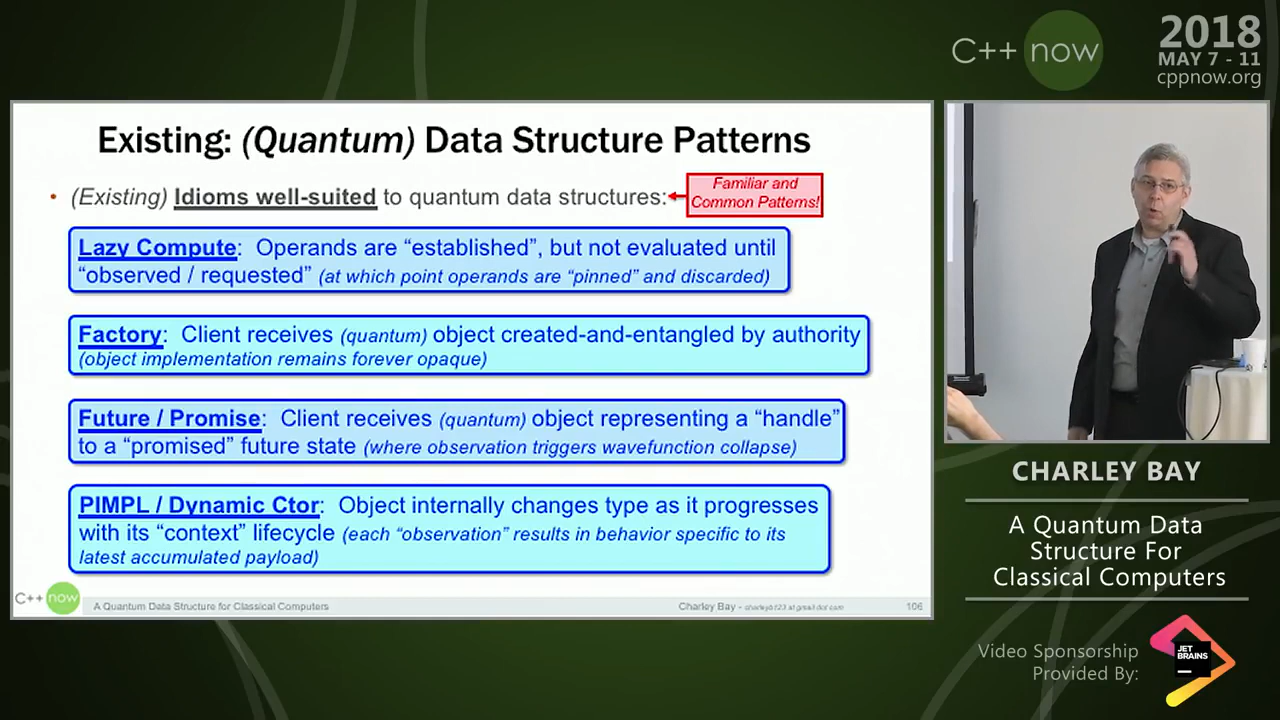 C++ now
2018
MAY 7 - 11
cppnow.org
Existing: (Quantum) Data Structure Patterns
• (Existing) Idioms well-suited to quantum data structures:
Familiar and
Common Patterns!
Lazy Compute: Operands are “established”, but not evaluated until
“observed / requested” (at which point operands are “pinned” and discarded)
Factory: Client receives (quantum) object created-and-entangled by authority
(object implementation remains forever opaque)
Future / Promise: Client receives (quantum) object representing a “handle”
to a “promised” future state (where observation triggers wavefunction collapse)
PIMPL / Dynamic Ctor: Object internally changes type as it progresses
with its “context” lifecycle (each “observation” results in behavior specific to its
latest accumulated payload)
C++ now
A Quantum Data Structure for Classical Computers
Charley Bay - charleyb123 at gmail dot com
106
CHARLEY BAY
A Quantum Data
Structure For
Classical Computers
Video Sponsorship
Provided By:
JET
BRAINS